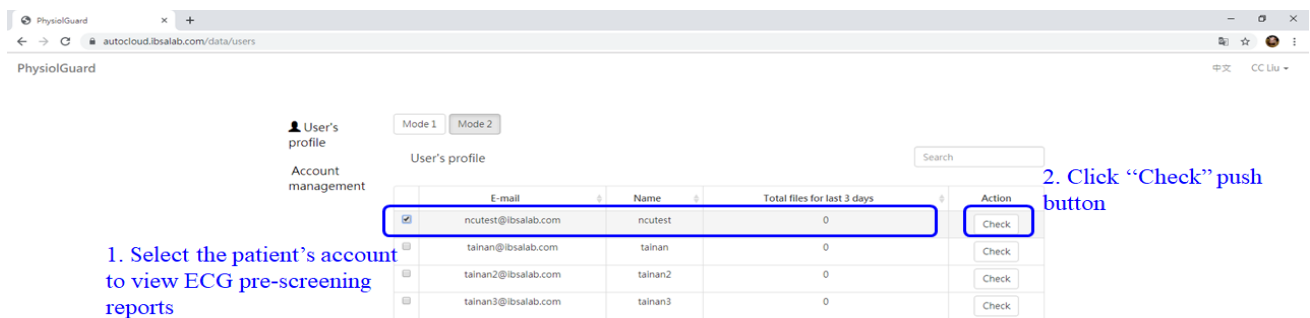 PhysiolGuard
autocloud.ibsalab.com/data/users
PhysiolGuard
中文 CC Liu
User's
profile
Account
management
Mode 1 Mode 2
User's profile
Search
E-mail Name Total files for last 3 days Action
ncutest@ibsalab.com ncutest 0 Check
tainan@ibsalab.com tainan 0 Check
tainan2@ibsalab.com tainan2 0 Check
tainan3@ibsalab.com tainan3 0 Check
1. Select the patient's account
to view ECG pre-screening
reports
2. Click “Check” push
button